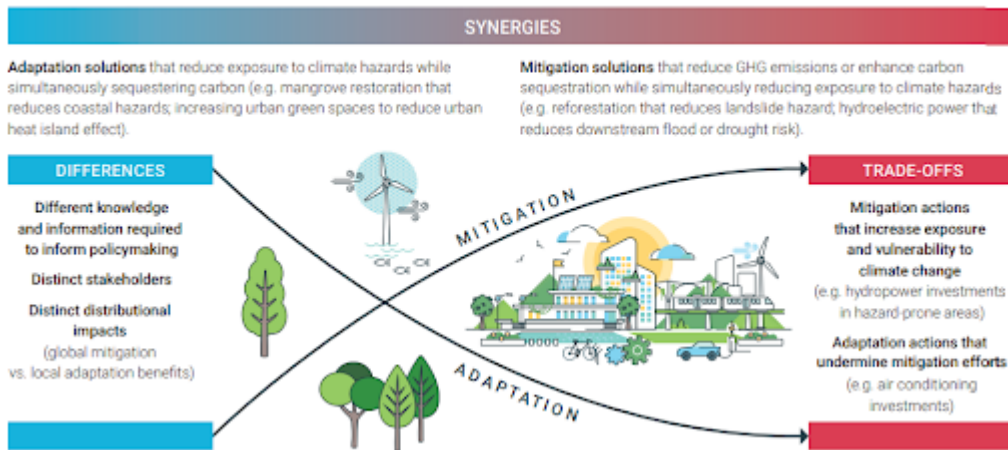 SYNERGIES
Adaptation solutions that reduce exposure to climate hazards while
simultaneously sequestering carbon (e.g. mangrove restoration that
reduces coastal hazards; increasing urban green spaces to reduce urban
heat island effect).
Mitigation solutions that reduce GHG emissions or enhance carbon
sequestration while simultaneously reducing exposure to climate hazards
(e.g. reforestation that reduces landslide hazard; hydroelectric power that
reduces downstream flood or drought risk).
DIFFERENCES
Different knowledge
and information required
to inform policymaking
Distinct stakeholders
Distinct distributional
impacts
(global mitigation
vs. local adaptation benefits)
MITIGATION
ADAPTATION
TRADE-OFFS
Mitigation actions
that increase exposure
and vulnerability to
climate change
(e.g. hydropower investments
in hazard-prone areas)
Adaptation actions that
undermine mitigation efforts
(e.g. air conditioning
investments)